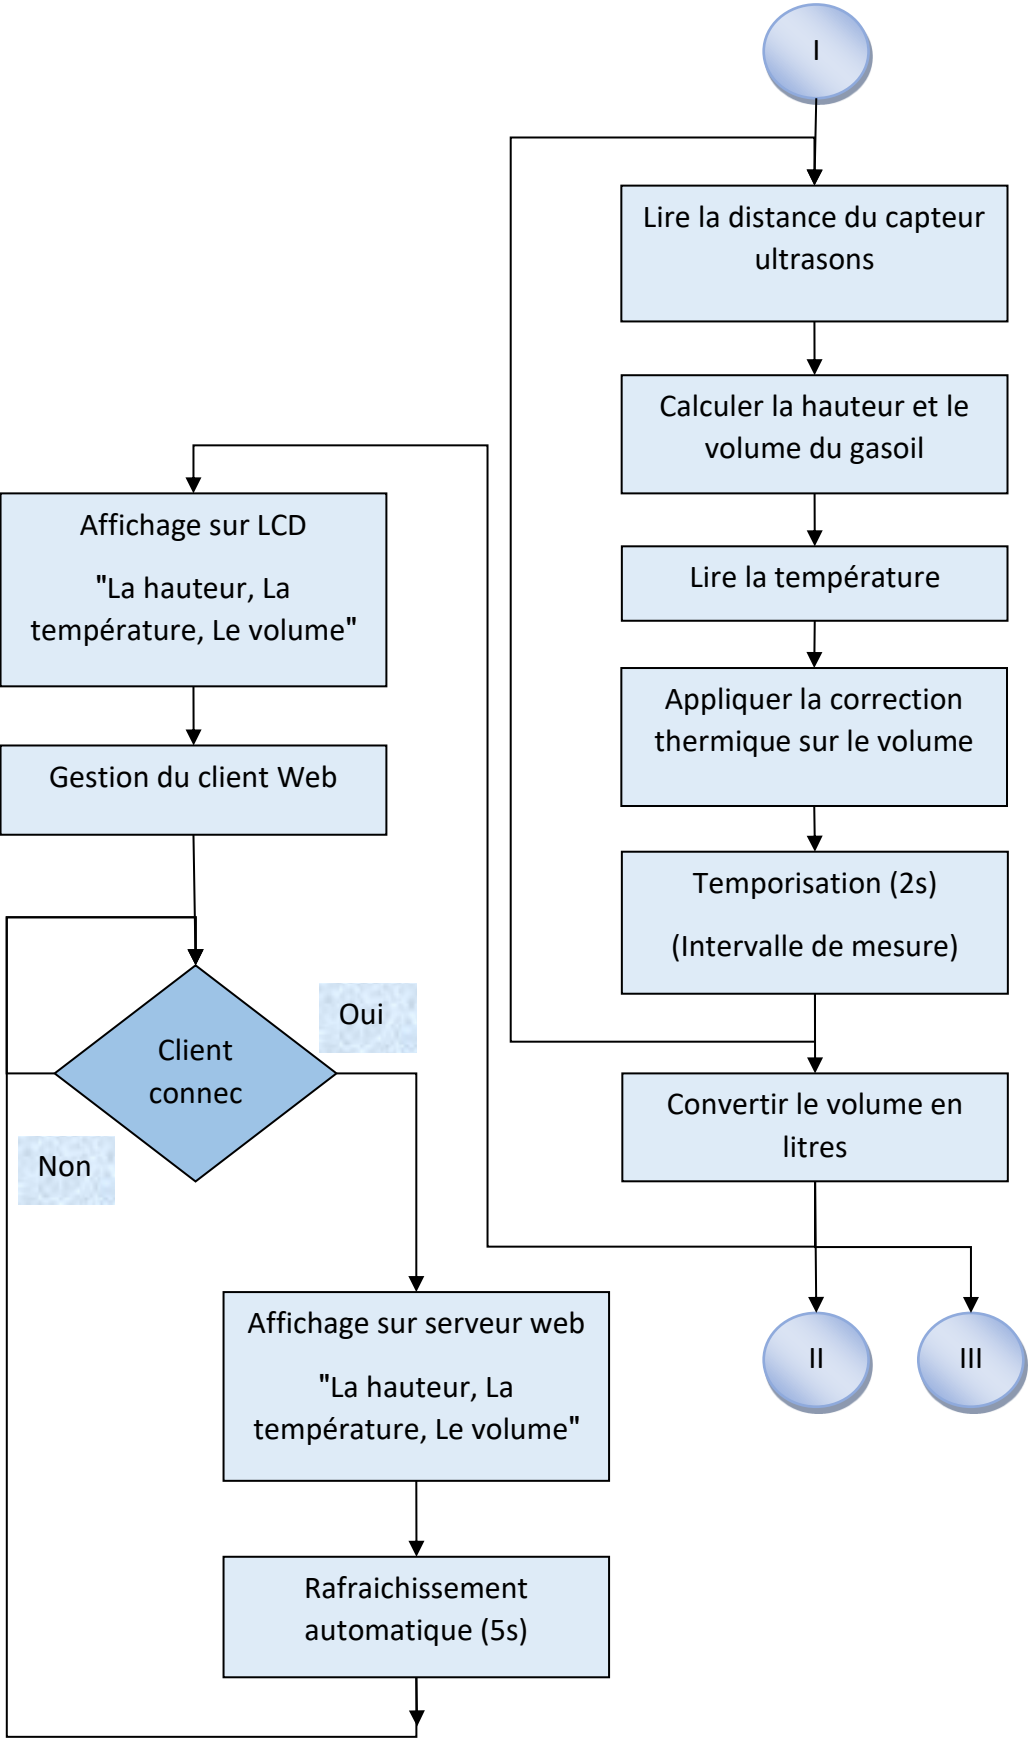 I
Lire la distance du capteur
ultrasons
Calculer la hauteur et le
volume du gasoil
Lire la température
Appliquer la correction
thermique sur le volume
Temporisation (2s)
(Intervalle de mesure)
Convertir le volume en
litres
II
III
Affichage sur LCD
"La hauteur, La
température, Le volume"
Gestion du client Web
Client
connec
Oui
Non
Affichage sur serveur web
"La hauteur, La
température, Le volume"
Rafraichissement
automatique (5s)